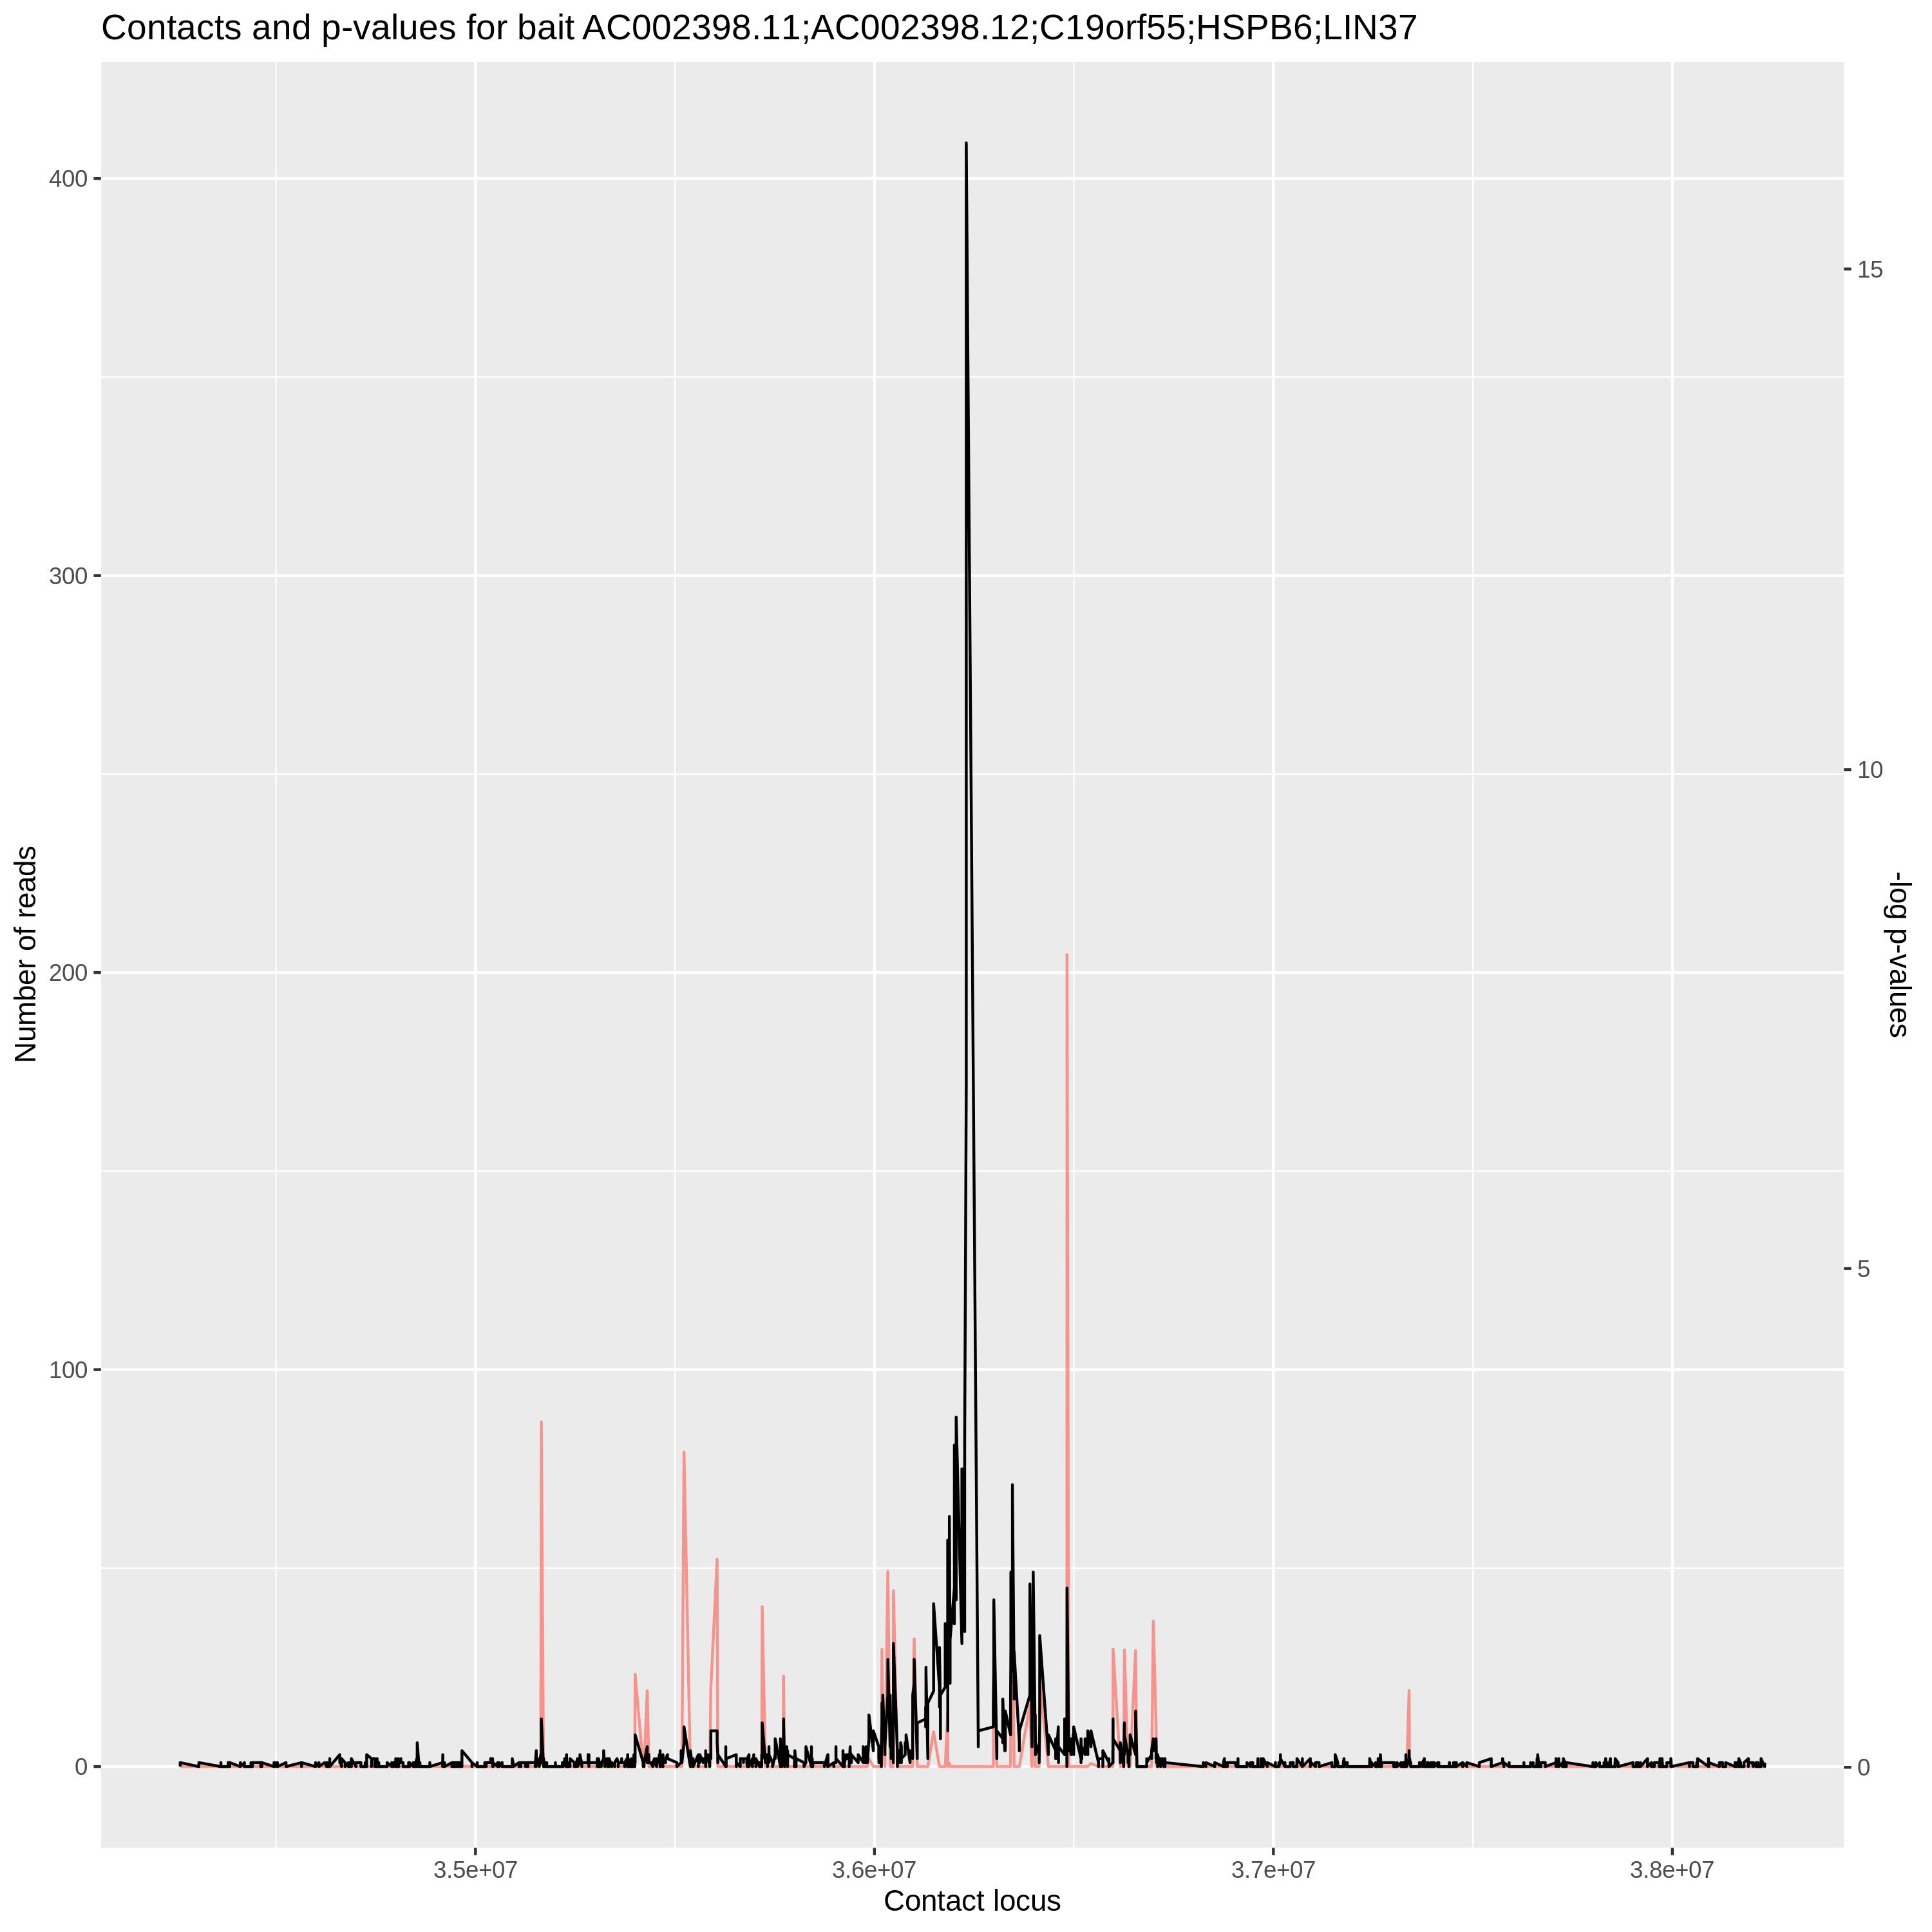 Contacts and p-values for bait AC002398.11;AC002398.12;C19orf55;HSPB6;LIN37
400
300
200
100
0
Number of reads
15
10
5
0
-log p-values
3.5e+07
3.6e+07
3.7e+07
3.8e+07
Contact locus